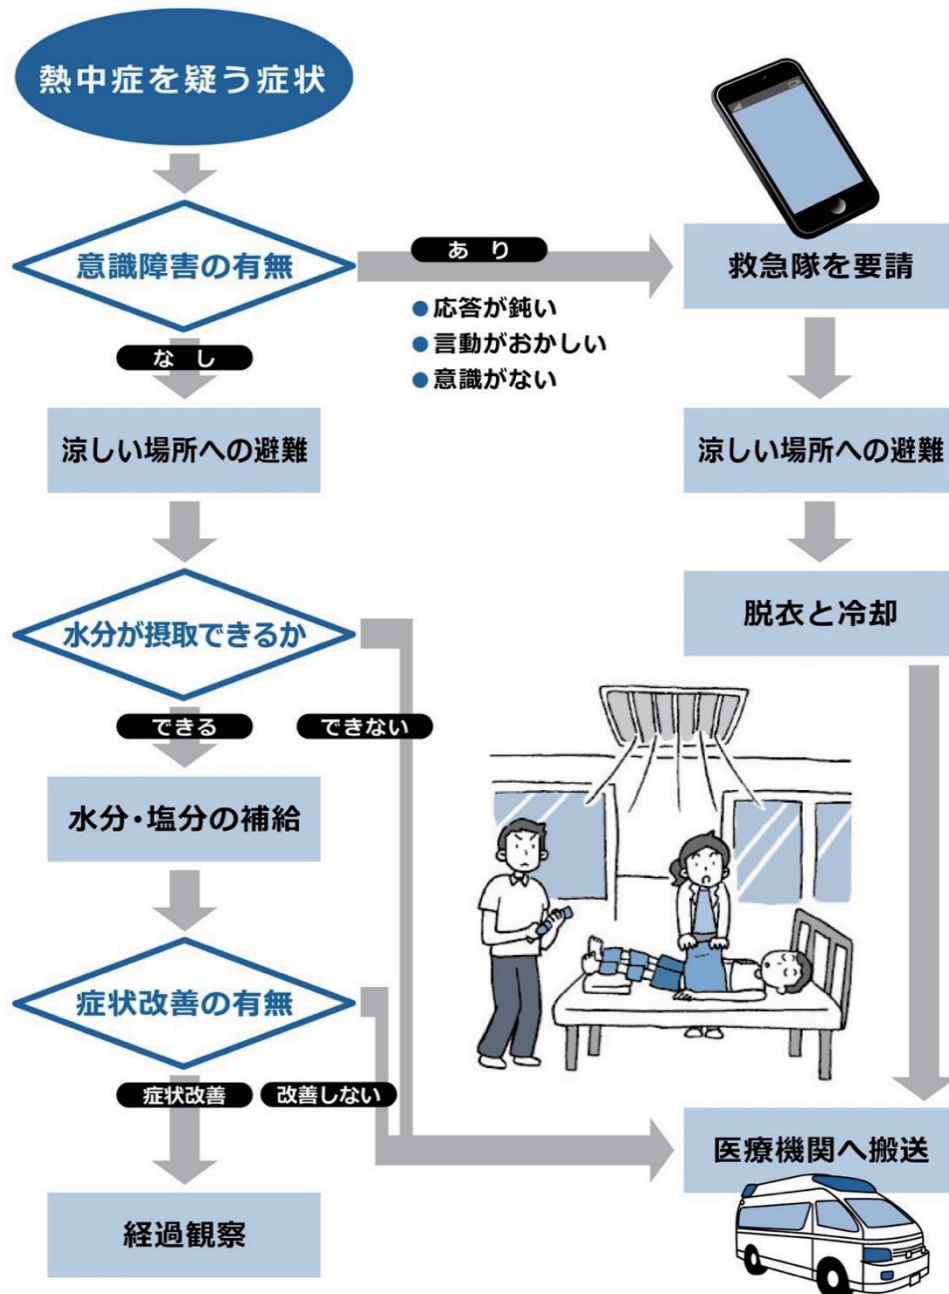 熱中症を疑う症状
意識障害の有無
あり
救急隊を要請
●応答が鈍い
●言動がおかしい
●意識がない
なし
涼しい場所への避難
涼しい場所への避難
水分が摂取できるか
脱衣と冷却
できる
できない
水分・塩分の補給
症状改善の有無
症状改善
改善しない
医療機関へ搬送
経過観察